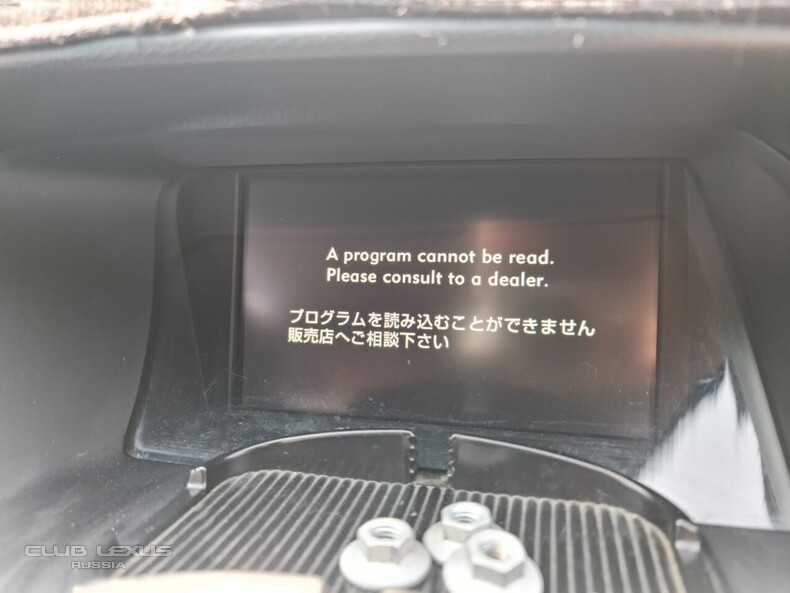 A program cannot be read.
Please consult to a dealer.
プログラムを読み込むことができません
販売店へご相談下さい
CLUB LEXUS
RUSSIA